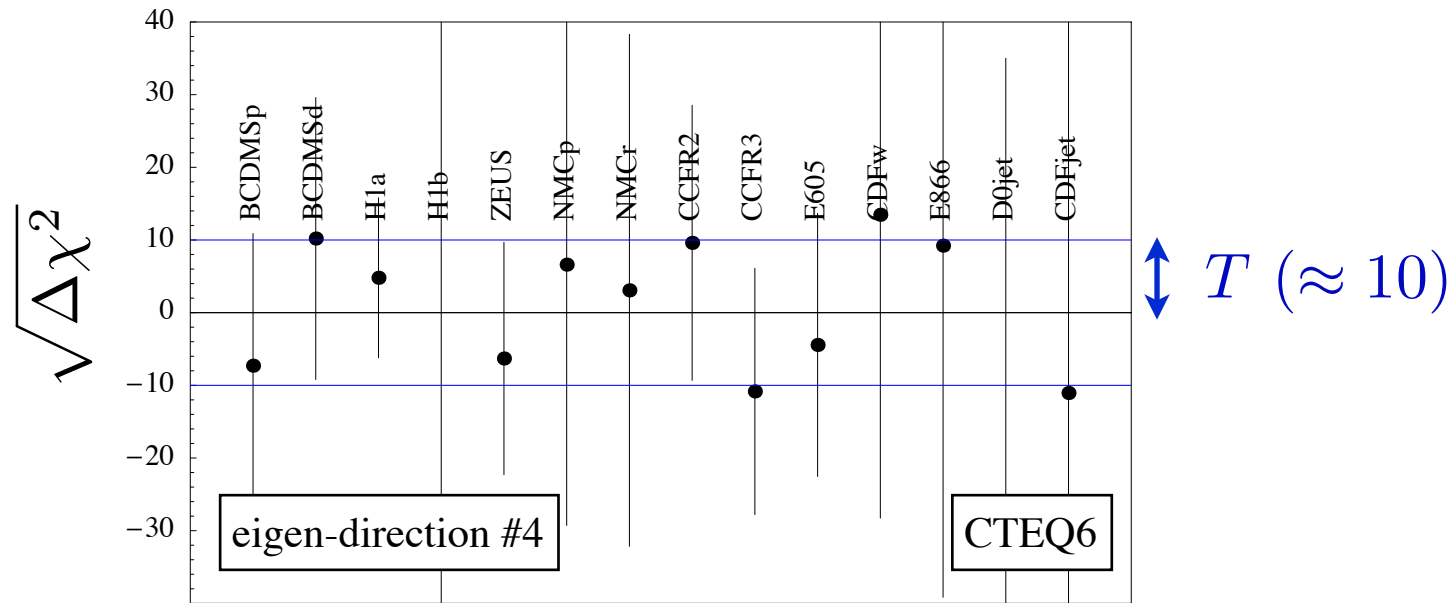 40
30
20
10
0
−10
−20
−30
√Δχ²
BCDMSp
BCDMSd
H1a
H1b
ZEUS
NMCp
NMCr
CCFR2
CCFR3
E605
CDFw
E866
D0jet
CDFjet
T (≈ 10)
eigen-direction #4
CTEQ6